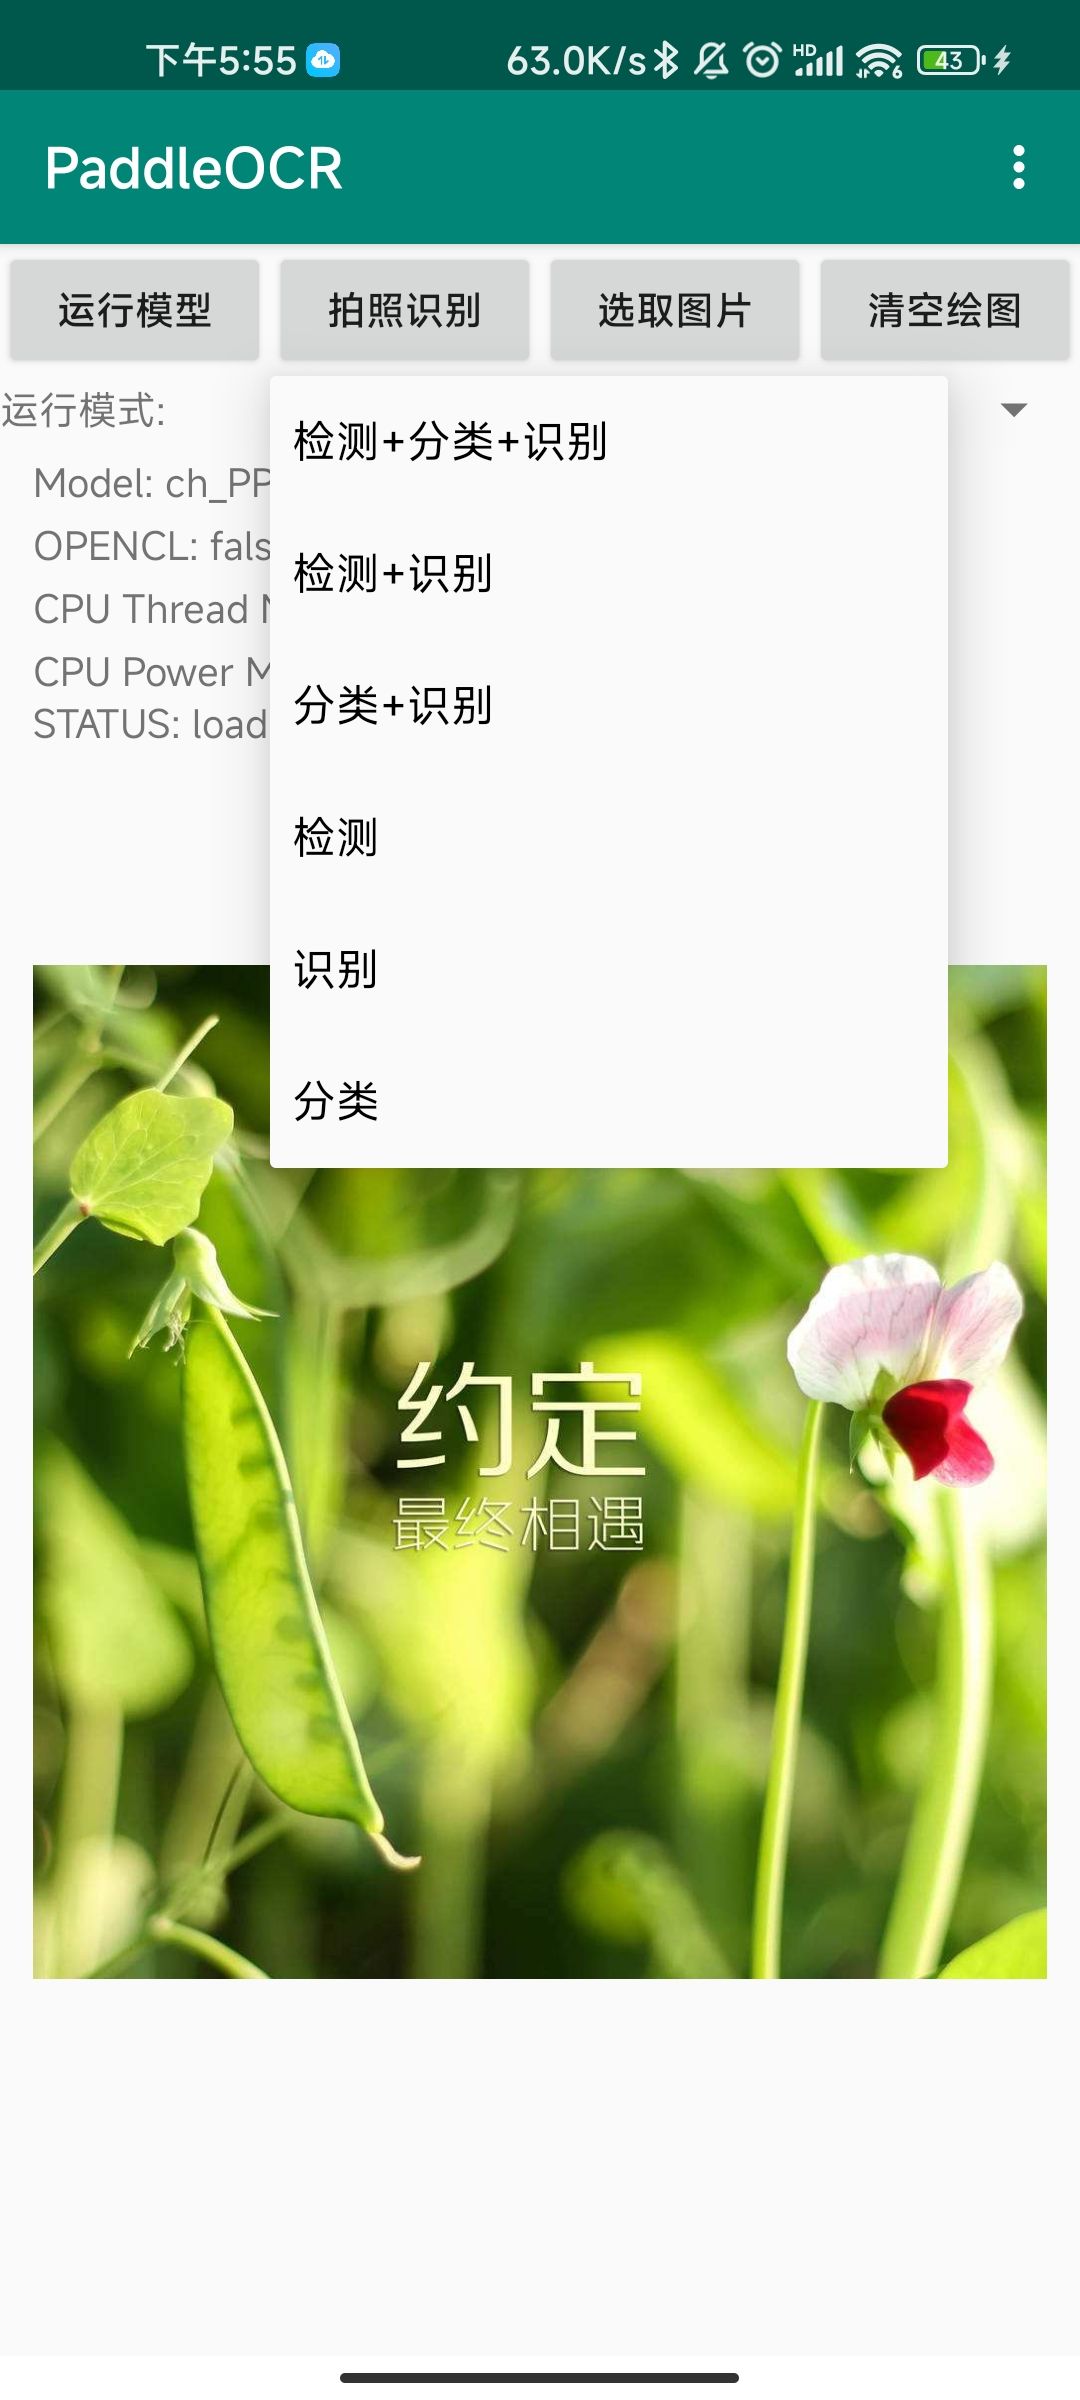 下午5:55 63.0K/s HD 6 43
PaddleOCR
运行模型 拍照识别 选取图片 清空绘图
运行模式:
检测+分类+识别
Model: ch_PP
检测+识别
OPENCL: fals
CPU Thread
CPU Power M
分类+识别
STATUS: load
检测
识别
分类
约定
最终相遇